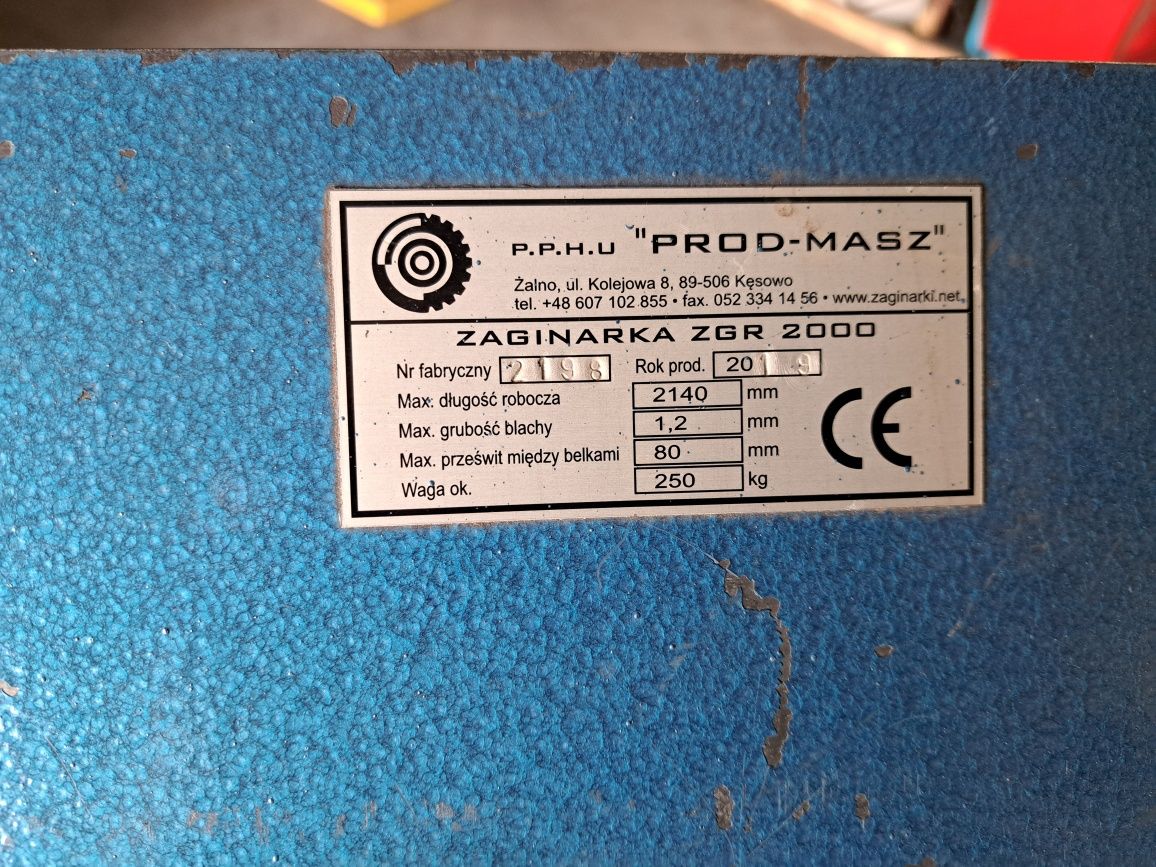 P.P.H.U "PROD-MASZ"
Żalno, ul. Kolejowa 8, 89-506 Kęsowo
tel. +48 607 102 855 • fax. 052 334 14 56 • www.zaginarki.net
ZAGINARKA ZGR 2000
Nr fabryczny 2198 Rok prod. 2019
Max. długość robocza 2140 mm
Max. grubość blachy 1,2 mm
Max. prześwit między belkami 80 mm
Waga ok. 250 kg
CE